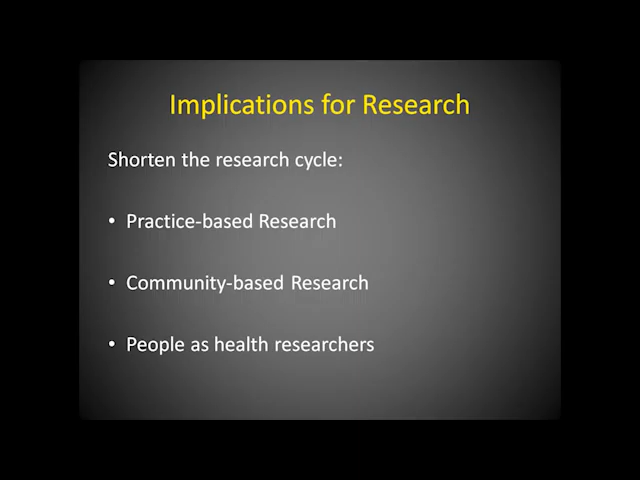 Implications for Research
Shorten the research cycle:
• Practice-based Research
• Community-based Research
• People as health researchers